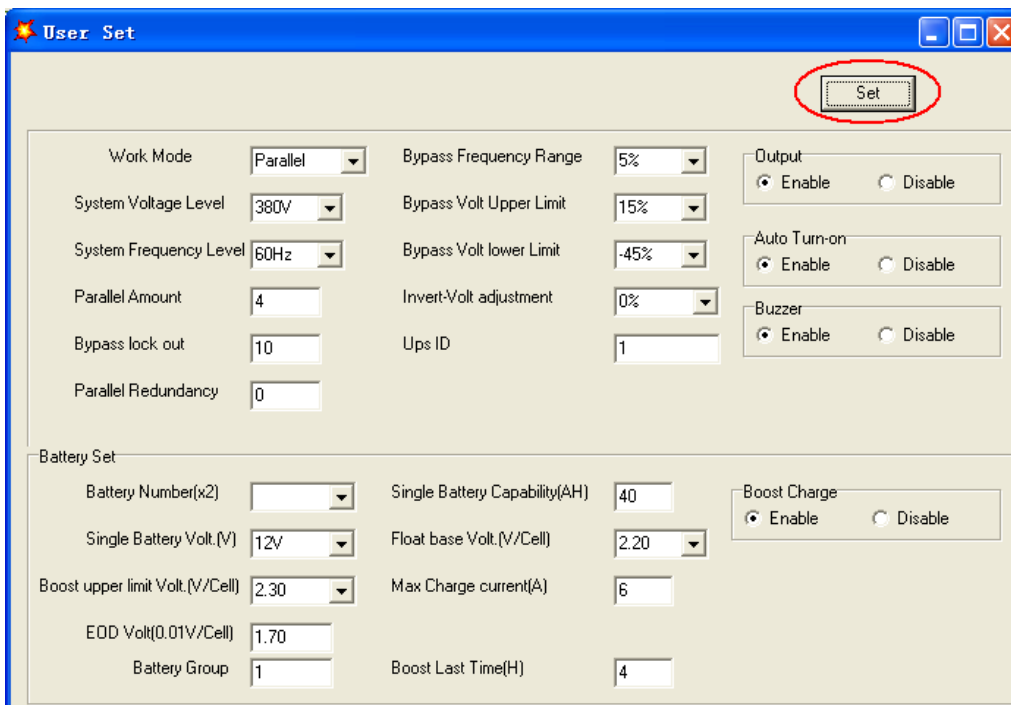 User Set
Set
Work Mode Parallel Bypass Frequency Range 5% Output
Enable Disable
System Voltage Level 380V Bypass Volt Upper Limit 15%
System Frequency Level 60Hz Bypass Volt lower Limit -45% Auto Turn-on
Enable Disable
Parallel Amount 4 Invert-Volt adjustment 0% Buzzer
Enable Disable
Bypass lock out 10 Ups ID 1
Parallel Redundancy 0
Battery Set
Battery Number(x2) Single Battery Capability(AH) 40 Boost Charge
Enable Disable
Single Battery Volt.(V) 12V Float base Volt.(V/Cell) 2.20
Boost upper limit Volt.(V/Cell) 2.30 Max Charge current(A) 6
EOD Volt(0.01V/Cell) 1.70
Battery Group 1 Boost Last Time(H) 4